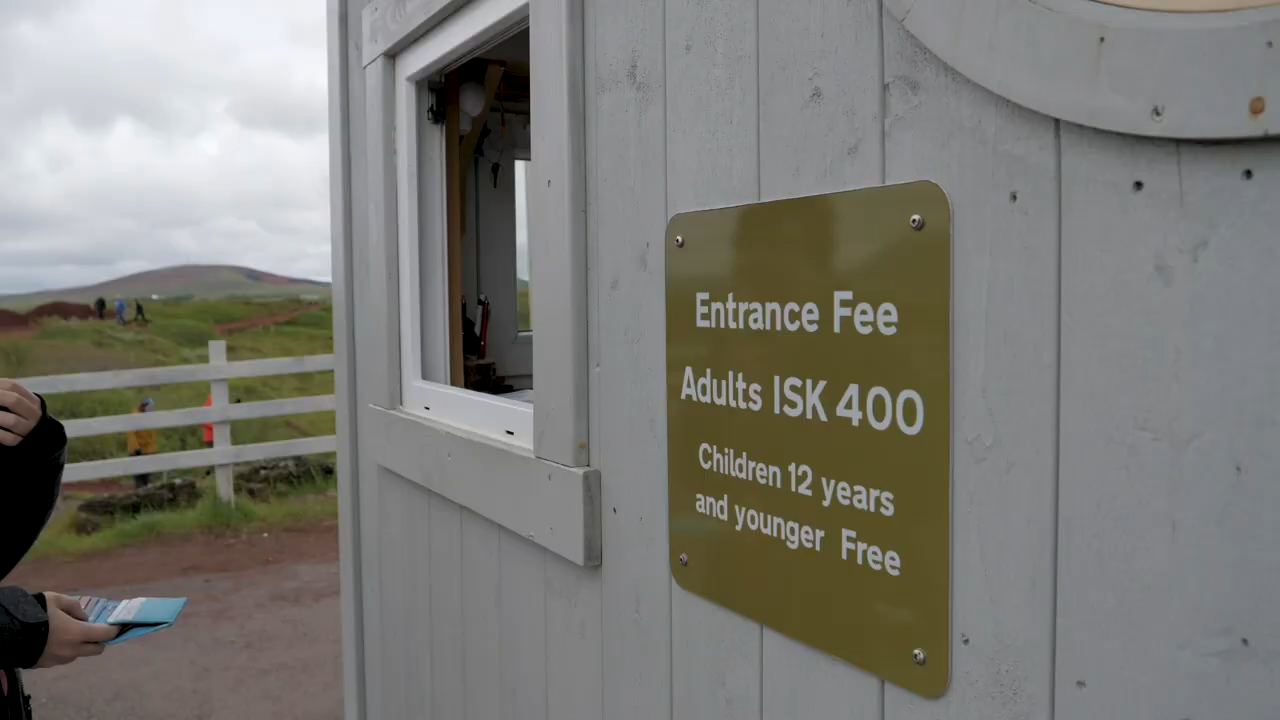 Entrance Fee
Adults ISK 400
Children 12 years
and younger Free